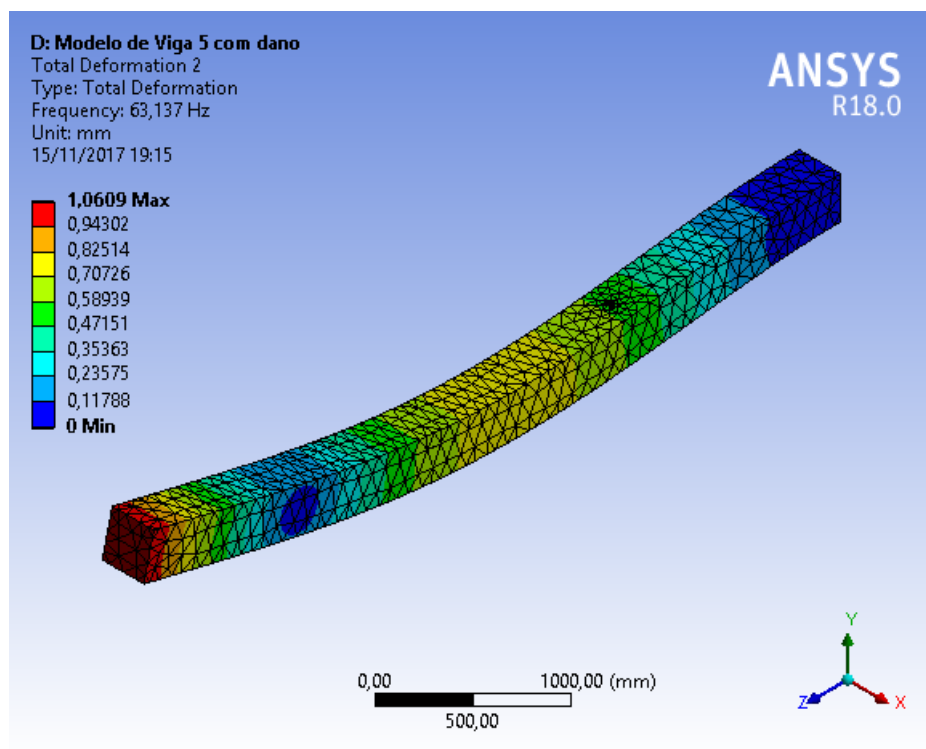 D: Modelo de Viga 5 com dano
Total Deformation 2
Type: Total Deformation
Frequency: 63,137 Hz
Unit: mm
15/11/2017 19:15
ANSYS
R18.0
1,0609 Max
0,94302
0,82514
0,70726
0,58939
0,47151
0,35363
0,23575
0,11788
0 Min
0,00 1000,00 (mm)
500,00
Y
Z X